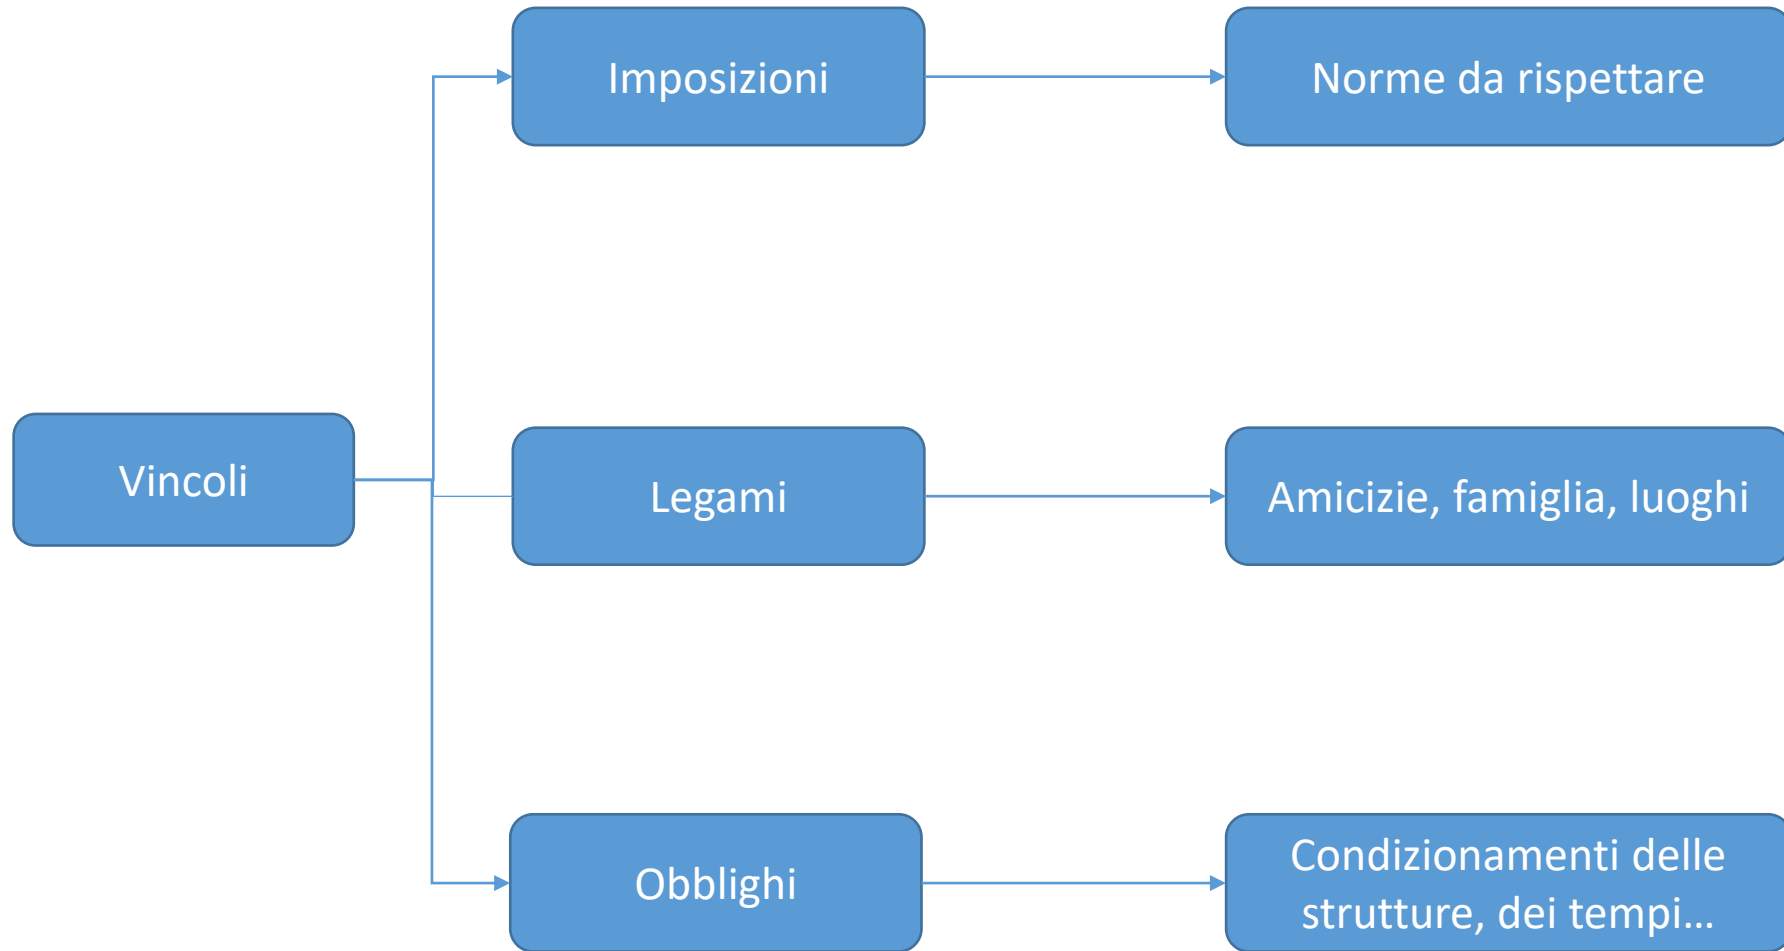 Imposizioni
Norme da rispettare
Vincoli
Legami
Amicizie, famiglia, luoghi
Obblighi
Condizionamenti delle
strutture, dei tempi…